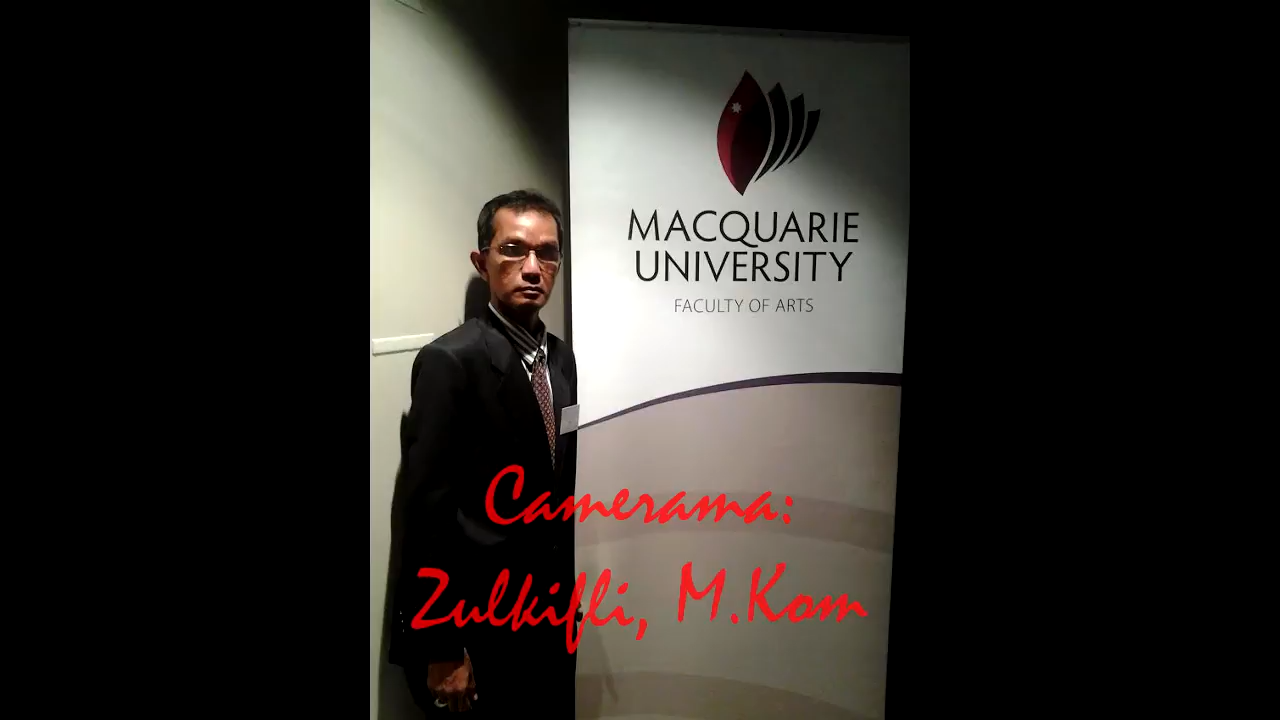 MACQUARIE
UNIVERSITY
FACULTY OF ARTS
Camerama:
Zulkifli, M.Kom